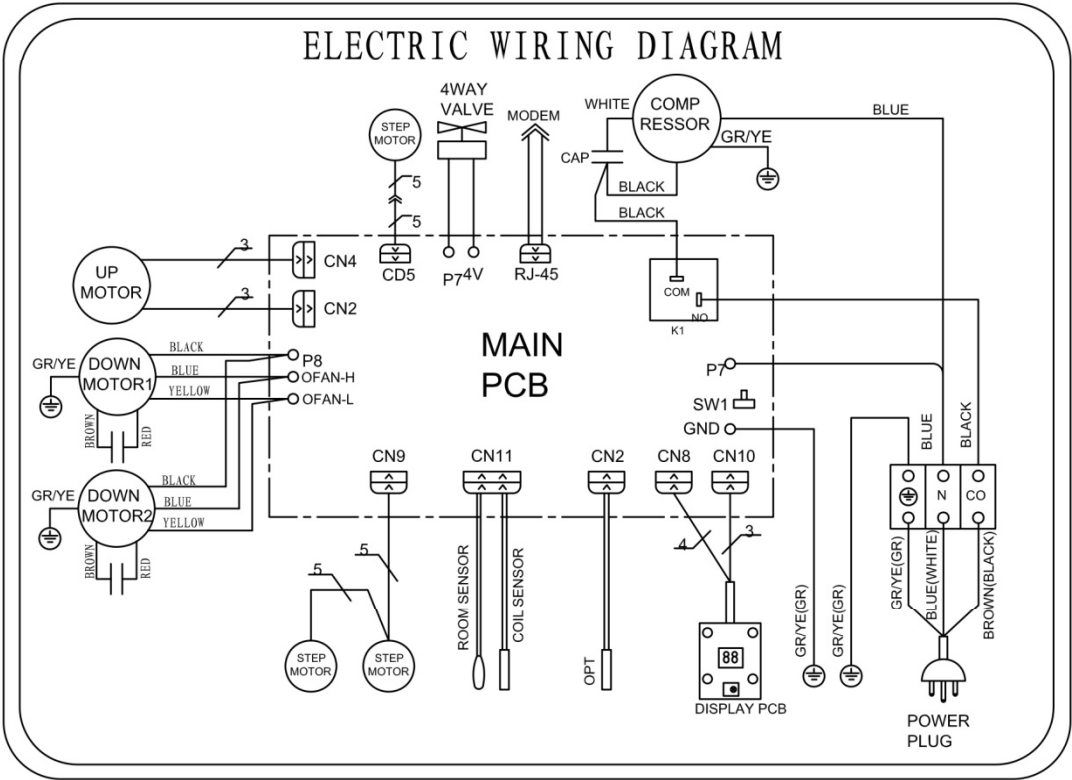 ELECTRIC WIRING DIAGRAM
4WAY
VALVE
STEP
MOTOR
MODEM
WHITE
COMP
RESSOR
BLUE
GR/YE
CAP
BLACK
BLACK
5
5
3
3
UP
MOTOR
CN4
CN2
CD5
P7
4V
RJ-45
COM
NO
K1
MAIN
PCB
GR/YE
DOWN
MOTOR1
BLACK
BLUE
YELLOW
BROWN
RED
P8
OFAN-H
OFAN-L
P7
SW1
GND
GR/YE
DOWN
MOTOR2
BLACK
BLUE
YELLOW
BROWN
RED
CN9
CN11
CN2
CN8
CN10
BLUE
BLACK
N
CO
5
5
4
3
STEP
MOTOR
STEP
MOTOR
ROOM SENSOR
COIL SENSOR
OPT
88
DISPLAY PCB
GR/YE(GR)
GR/YE(GR)
GR/YE(GR)
BLUE(WHITE)
BROWN(BLACK)
POWER
PLUG